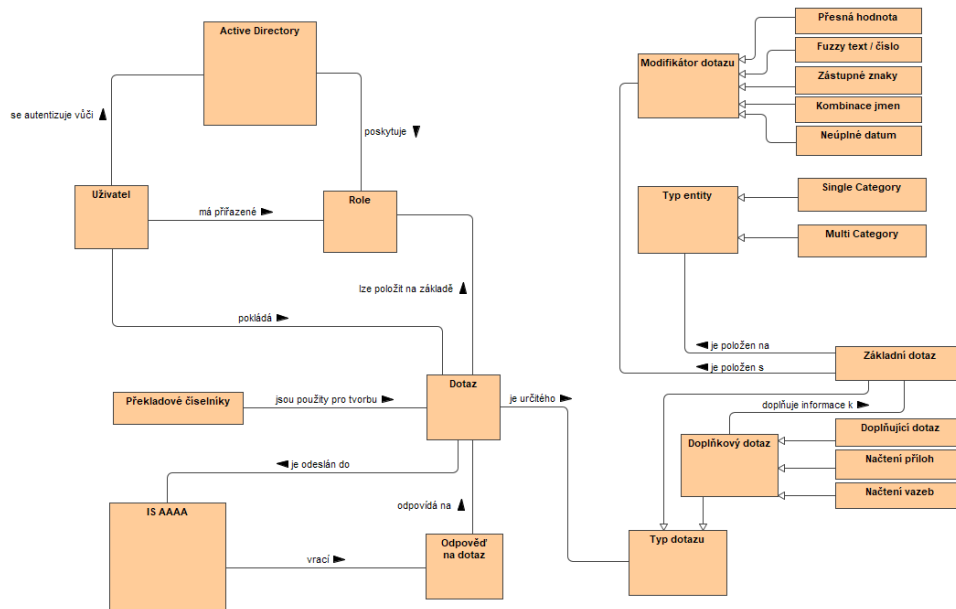 Active Directory
se autentizuje vůči
poskytuje
Uživatel
má přiřazené
Role
lze položit na základě
pokládá
Překladové číselníky
jsou použity pro tvorbu
Dotaz
je určitého
je odeslán do
odpovídá na
IS AAAA
vrací
Odpověď
na dotaz
Modifikátor dotazu
Přesná hodnota
Fuzzy text / číslo
Zástupné znaky
Kombinace jmen
Neúplné datum
Typ entity
Single Category
Multi Category
je položen na
je položen s
Základní dotaz
doplňuje informace k
Doplňkový dotaz
Doplňující dotaz
Načtení příloh
Načtení vazeb
Typ dotazu